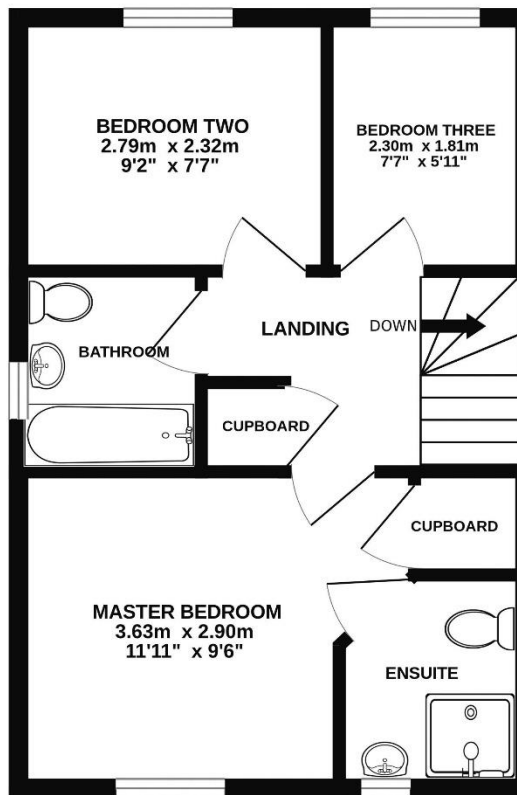 BEDROOM TWO
2.79m x 2.32m
9'2" x 7'7"
BEDROOM THREE
2.30m x 1.81m
7'7" x 5'11"
LANDING
DOWN
BATHROOM
CUPBOARD
CUPBOARD
MASTER BEDROOM
3.63m x 2.90m
11'11" x 9'6"
ENSUITE